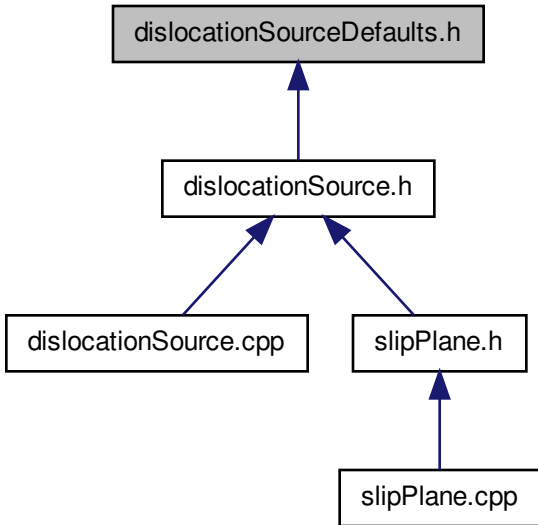 dislocationSourceDefaults.h
dislocationSource.h
dislocationSource.cpp
slipPlane.h
slipPlane.cpp